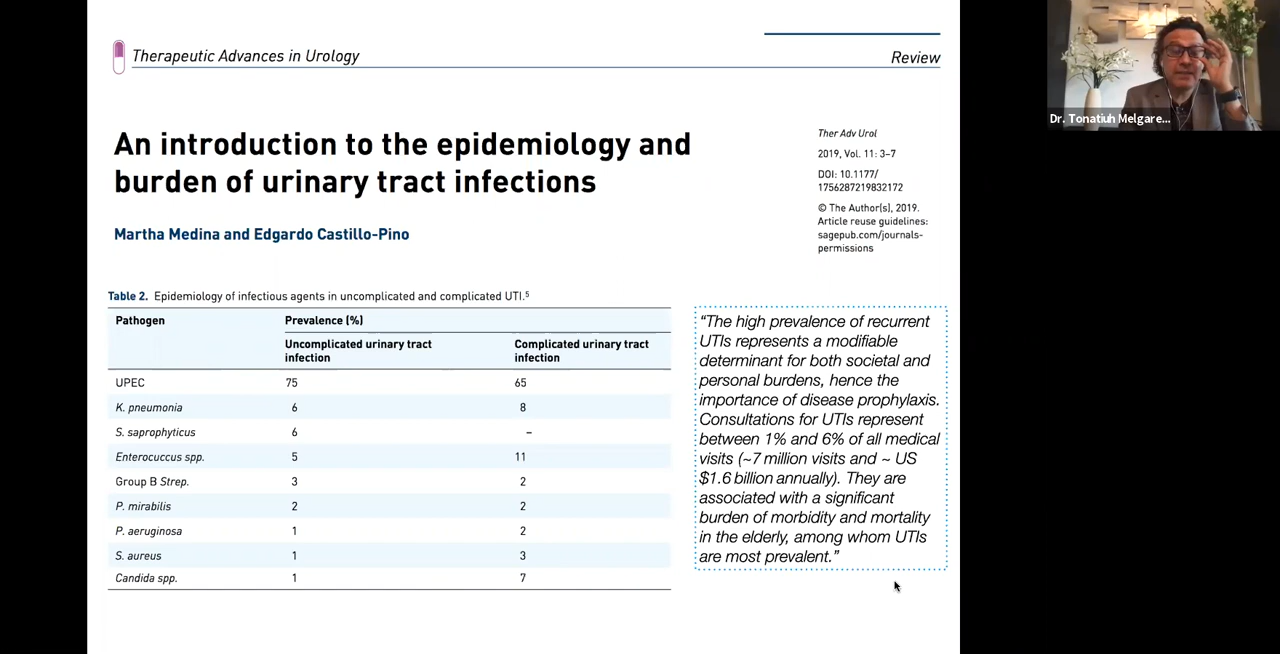 Therapeutic Advances in Urology
Review
An introduction to the epidemiology and
burden of urinary tract infections
Martha Medina and Edgardo Castillo-Pino
Ther Adv Urol
2019, Vol. 11: 3–7
DOI: 10.1177/
1756287219832172
© The Author(s), 2019.
Article reuse guidelines:
sagepub.com/journals-
permissions
Table 2. Epidemiology of infectious agents in uncomplicated and complicated UTI.5
Pathogen Prevalence (%)
Uncomplicated urinary tract
infection
Complicated urinary tract
infection
UPEC 75 65
K. pneumonia 6 8
S. saprophyticus 6 –
Enterocuccus spp. 5 11
Group B Strep. 3 2
P. mirabilis 2 2
P. aeruginosa 1 2
S. aureus 1 3
Candida spp. 1 7
“The high prevalence of recurrent
UTIs represents a modifiable
determinant for both societal and
personal burdens, hence the
importance of disease prophylaxis.
Consultations for UTIs represent
between 1% and 6% of all medical
visits (~7 million visits and ~ US
$1.6 billion annually). They are
associated with a significant
burden of morbidity and mortality
in the elderly, among whom UTIs
are most prevalent.”
Dr. Tonatiuh Melgare...